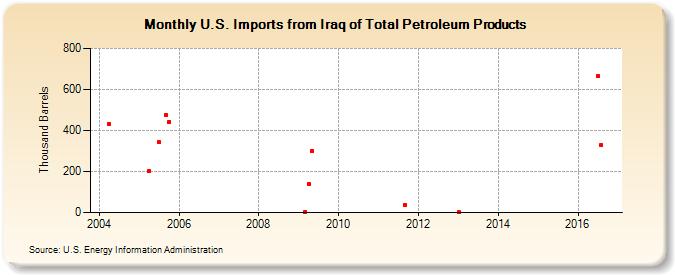 Monthly U.S. Imports from Iraq of Total Petroleum Products
Thousand Barrels
800
600
400
200
0
2004 2006 2008 2010 2012 2014 2016
Source: U.S. Energy Information Administration